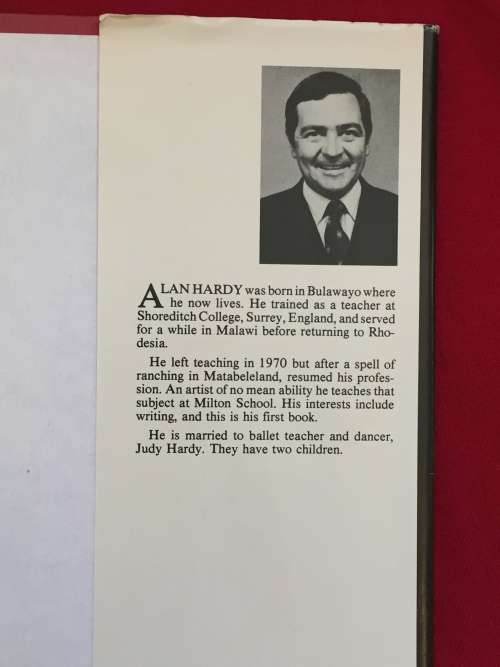 ALAN HARDY was born in Bulawayo where
he now lives. He trained as a teacher at
Shoreditch College, Surrey, England, and served
for a while in Malawi before returning to Rho-
desia.
He left teaching in 1970 but after a spell of
ranching in Matabeleland, resumed his profes-
sion. An artist of no mean ability he teaches that
subject at Milton School. His interests include
writing, and this is his first book.
He is married to ballet teacher and dancer,
Judy Hardy. They have two children.